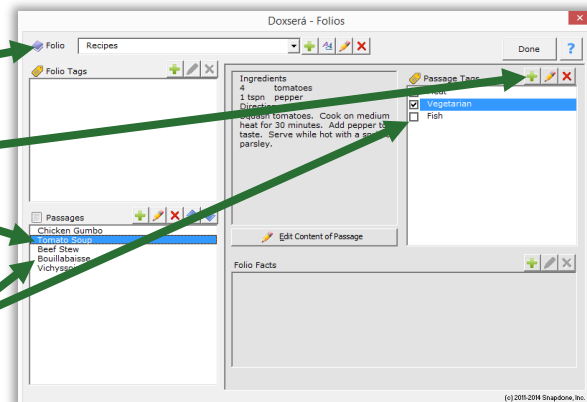 Doxserá - Folios
Folio
Recipes
Done
?
Folio Tags
Ingredients
4 tomatoes
1 tspn pepper
tomatoes. Cook on medium
heat for 30 minutes. Add pepper to
taste. Serve while hot with a
parsley.
Edit Content of Passage
Passage Tags
Vegetarian
Fish
Passages
Chicken Gumbo
Tomato Soup
Beef Stew
Bouillabaisse
Folio Facts
(c) 2011-2014 Snapdone, Inc.